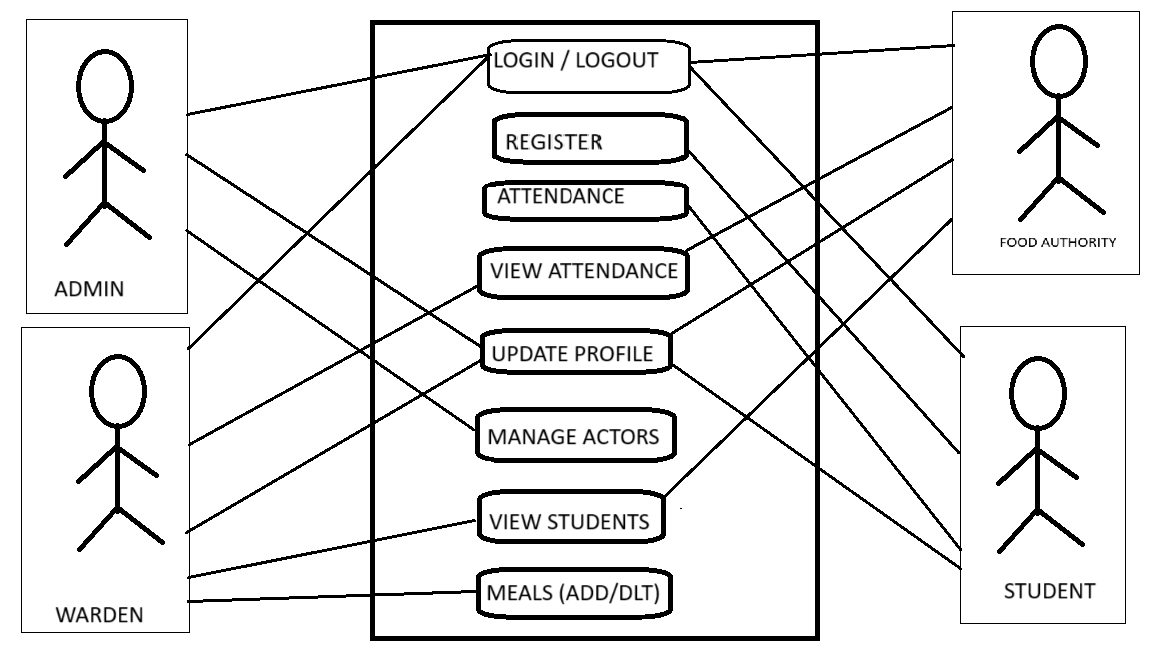 ADMIN
WARDEN
LOGIN / LOGOUT
REGISTER
ATTENDANCE
VIEW ATTENDANCE
UPDATE PROFILE
MANAGE ACTORS
VIEW STUDENTS
MEALS (ADD/DLT)
FOOD AUTHORITY
STUDENT